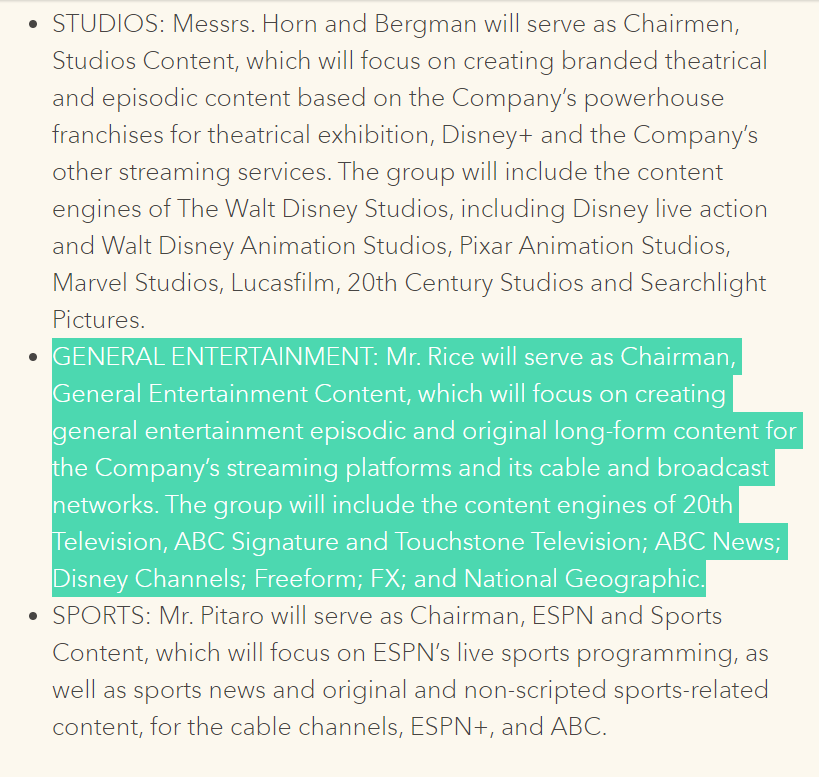 • STUDIOS: Messrs. Horn and Bergman will serve as Chairmen,
Studios Content, which will focus on creating branded theatrical
and episodic content based on the Company’s powerhouse
franchises for theatrical exhibition, Disney+ and the Company’s
other streaming services. The group will include the content
engines of The Walt Disney Studios, including Disney live action
and Walt Disney Animation Studios, Pixar Animation Studios,
Marvel Studios, Lucasfilm, 20th Century Studios and Searchlight
Pictures.
• GENERAL ENTERTAINMENT: Mr. Rice will serve as Chairman,
General Entertainment Content, which will focus on creating
general entertainment episodic and original long-form content for
the Company’s streaming platforms and its cable and broadcast
networks. The group will include the content engines of 20th
Television, ABC Signature and Touchstone Television; ABC News;
Disney Channels; Freeform; FX; and National Geographic.
• SPORTS: Mr. Pitaro will serve as Chairman, ESPN and Sports
Content, which will focus on ESPN’s live sports programming, as
well as sports news and original and non-scripted sports-related
content, for the cable channels, ESPN+, and ABC.